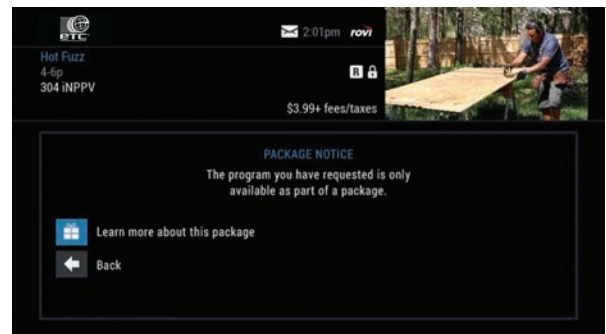 eTC
2:01pm rovi
Hot Fuzz
4-6p
304 iNPPV
R
$3.99+ fees/taxes
PACKAGE NOTICE
The program you have requested is only
available as part of a package.
Learn more about this package
Back